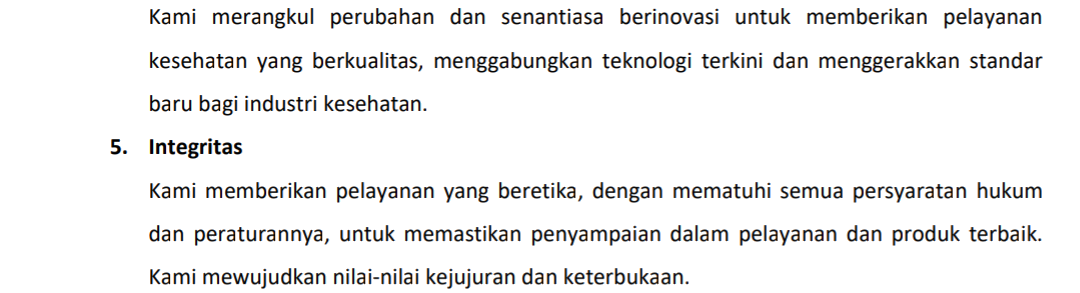 Kami merangkul perubahan dan senantiasa berinovasi untuk memberikan pelayanan
kesehatan yang berkualitas, menggabungkan teknologi terkini dan menggerakkan standar
baru bagi industri kesehatan.
5. Integritas
Kami memberikan pelayanan yang beretika, dengan mematuhi semua persyaratan hukum
dan peraturannya, untuk memastikan penyampaian dalam pelayanan dan produk terbaik.
Kami mewujudkan nilai-nilai kejujuran dan keterbukaan.